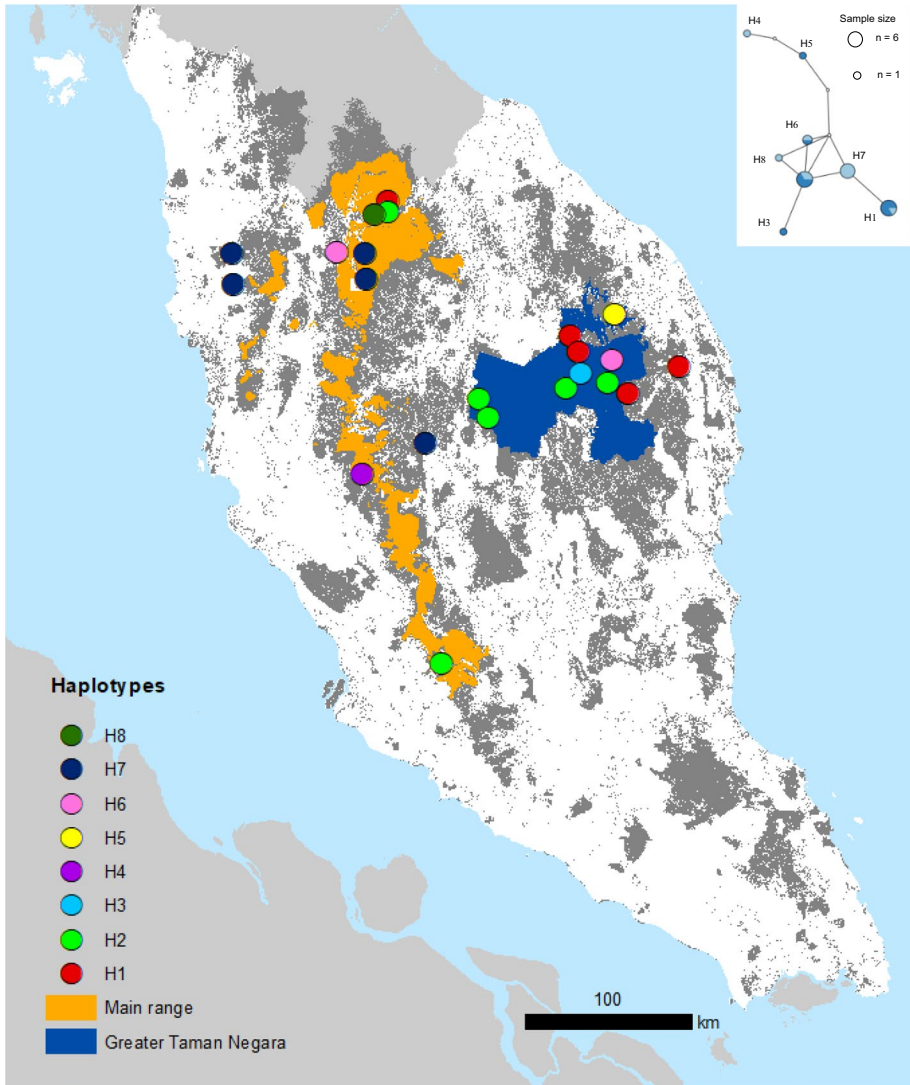 H4
Sample size
n = 6
H5
n = 1
H6
H7
H8
H1
H3
Haplotypes
H8
H7
H6
H5
H4
H3
H2
H1
Main range
Greater Taman Negara
100
km